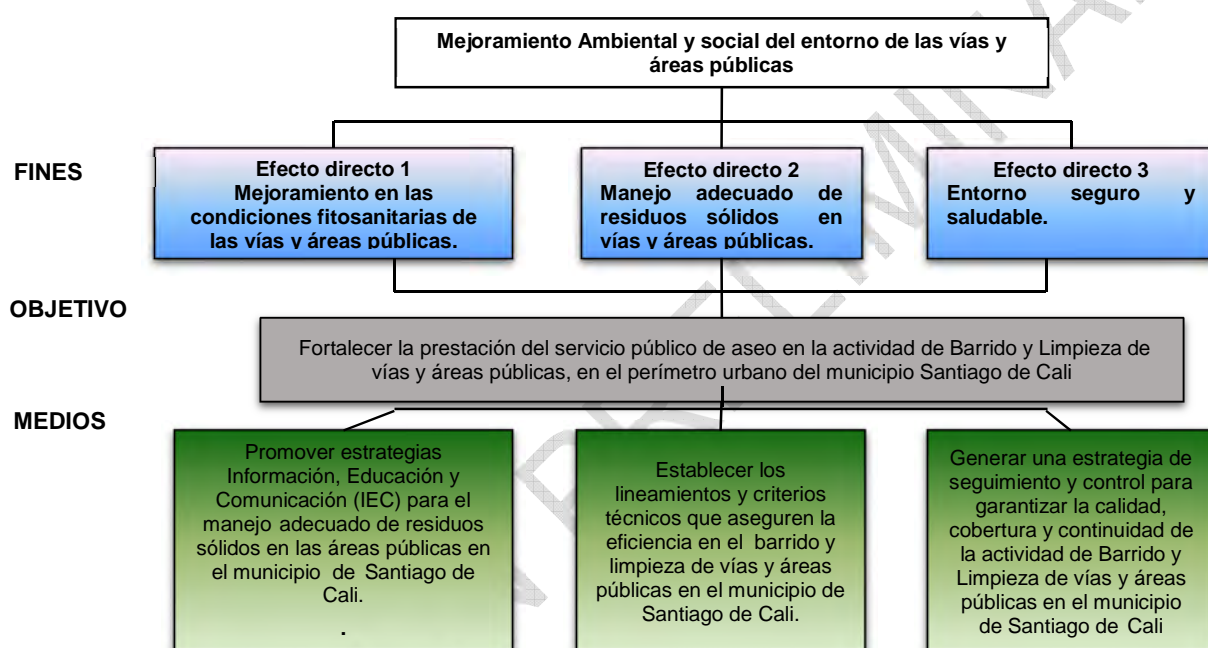 Mejoramiento Ambiental y social del entorno de las vías y
áreas públicas
FINES
Efecto directo 1
Mejoramiento en las
condiciones fitosanitarias de
las vías y áreas públicas.
Efecto directo 2
Manejo adecuado de
residuos sólidos en
vías y áreas públicas.
Efecto directo 3
Entorno seguro y
saludable.
OBJETIVO
Fortalecer la prestación del servicio público de aseo en la actividad de Barrido y Limpieza de
vías y áreas públicas, en el perímetro urbano del municipio Santiago de Cali
MEDIOS
Promover estrategias
Información, Educación y
Comunicación (IEC) para el
manejo adecuado de residuos
sólidos en las áreas públicas en
el municipio de Santiago de
Cali.
.
Establecer los
lineamientos y criterios
técnicos que aseguren la
eficiencia en el barrido y
limpieza de vías y áreas
públicas en el municipio de
Santiago de Cali.
Generar una estrategia de
seguimiento y control para
garantizar la calidad,
cobertura y continuidad de
la actividad de Barrido y
Limpieza de vías y áreas
públicas en el municipio
de Santiago de Cali